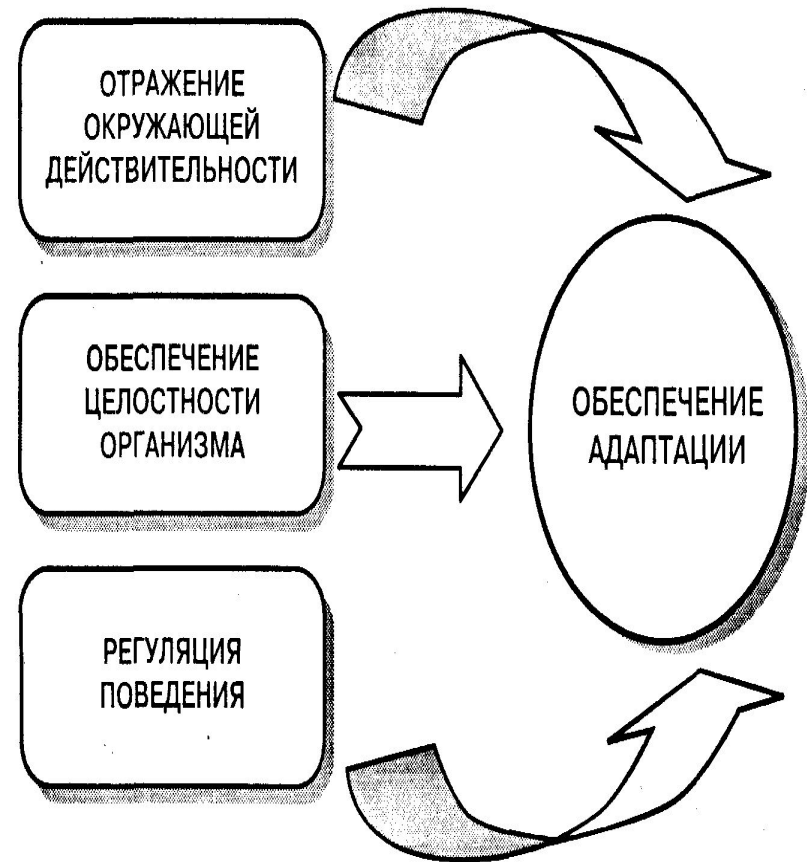 ОТРАЖЕНИЕ
ОКРУЖАЮЩЕЙ
ДЕЙСТВИТЕЛЬНОСТИ
ОБЕСПЕЧЕНИЕ
ЦЕЛОСТНОСТИ
ОРГАНИЗМА
ОБЕСПЕЧЕНИЕ
АДАПТАЦИИ
РЕГУЛЯЦИЯ
ПОВЕДЕНИЯ